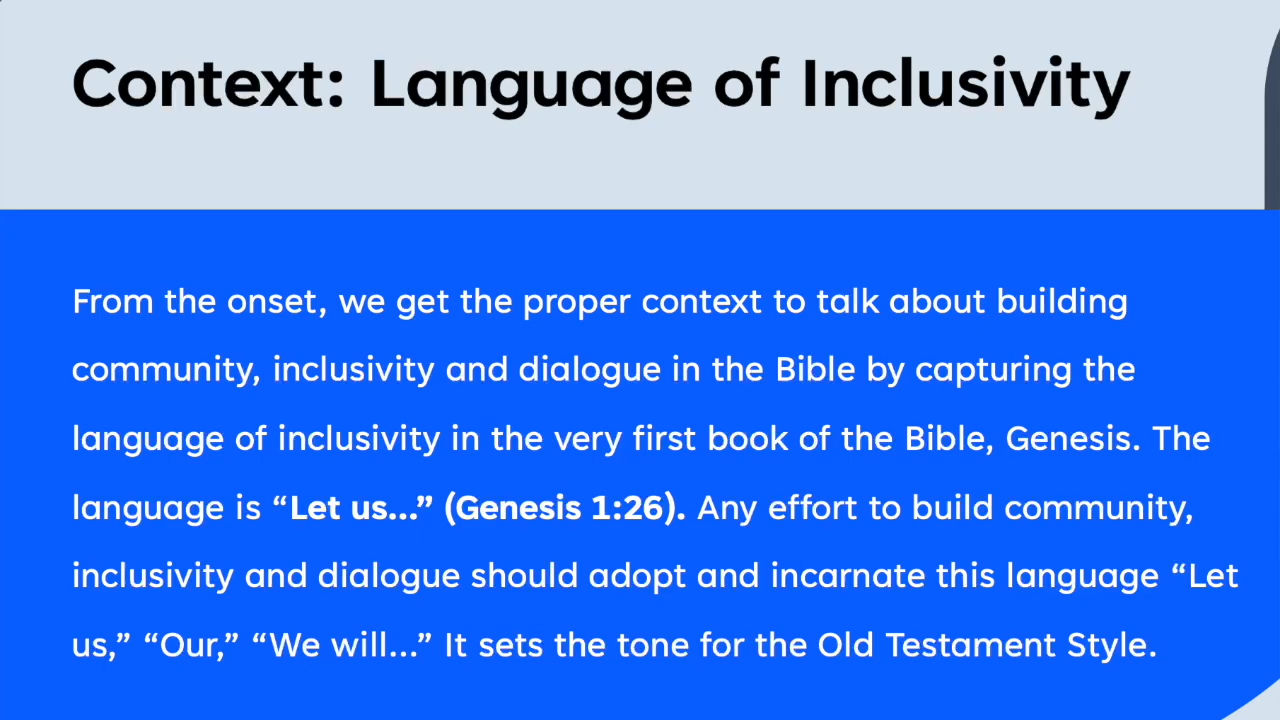 Context: Language of Inclusivity
From the onset, we get the proper context to talk about building
community, inclusivity and dialogue in the Bible by capturing the
language of inclusivity in the very first book of the Bible, Genesis. The
language is “Let us...” (Genesis 1:26). Any effort to build community,
inclusivity and dialogue should adopt and incarnate this language “Let
us,” “Our,” “We will...” It sets the tone for the Old Testament Style.